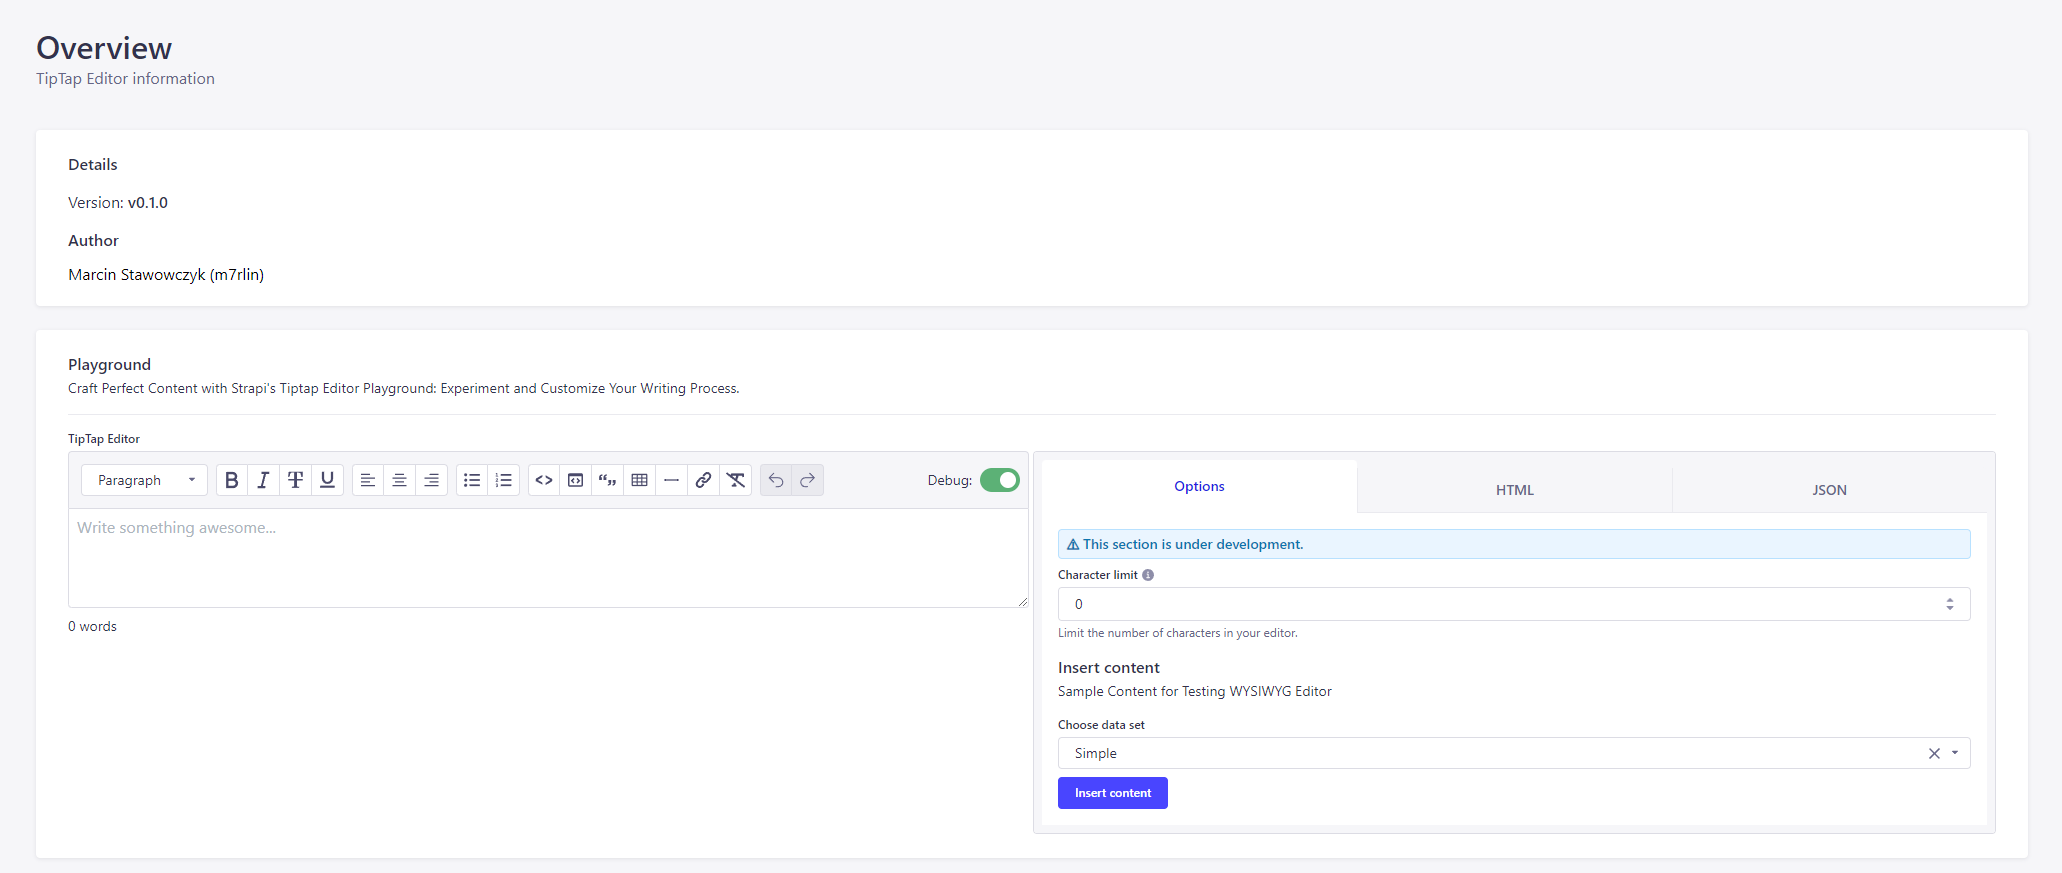 Overview
TipTap Editor information
Details
Version: v0.1.0
Author
Marcin Stawowczyk (m7rlin)
Playground
Craft Perfect Content with Strapi's Tiptap Editor Playground: Experiment and Customize Your Writing Process.
TipTap Editor
Paragraph
B I T U
Debug:
Write something awesome...
0 words
Options
HTML
JSON
This section is under development.
Character limit
0
Limit the number of characters in your editor.
Insert content
Sample Content for Testing WYSIWYG Editor
Choose data set
Simple
Insert content